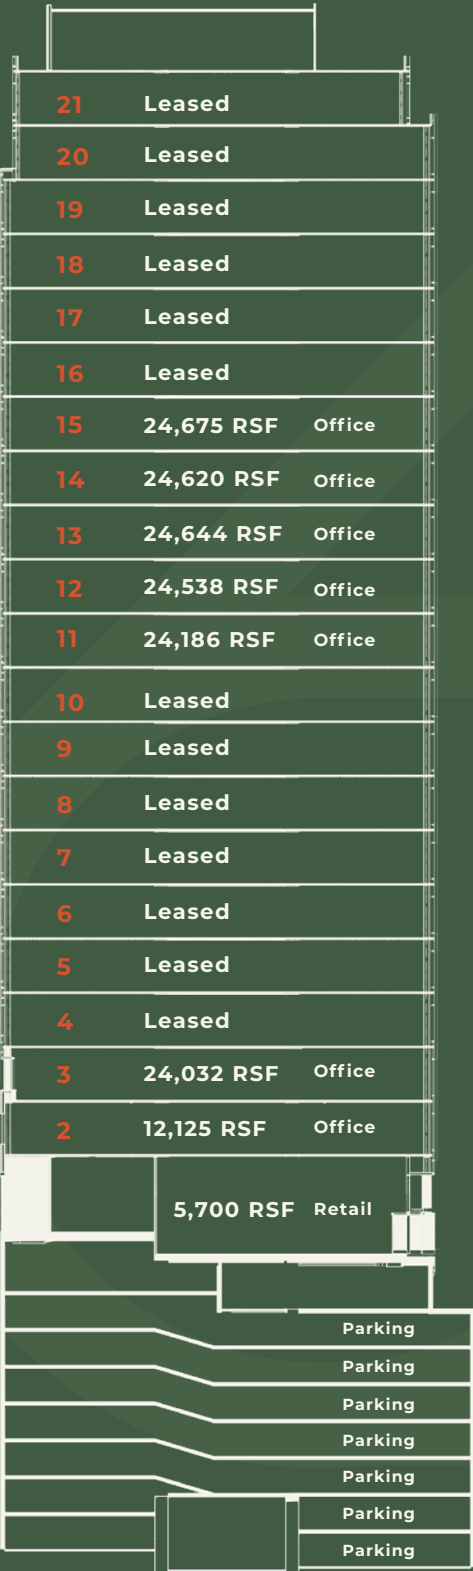 21 Leased
20 Leased
19 Leased
18 Leased
17 Leased
16 Leased
15 24,675 RSF Office
14 24,620 RSF Office
13 24,644 RSF Office
12 24,538 RSF Office
11 24,186 RSF Office
10 Leased
9 Leased
8 Leased
7 Leased
6 Leased
5 Leased
4 Leased
3 24,032 RSF Office
2 12,125 RSF Office
5,700 RSF Retail
Parking
Parking
Parking
Parking
Parking
Parking
Parking